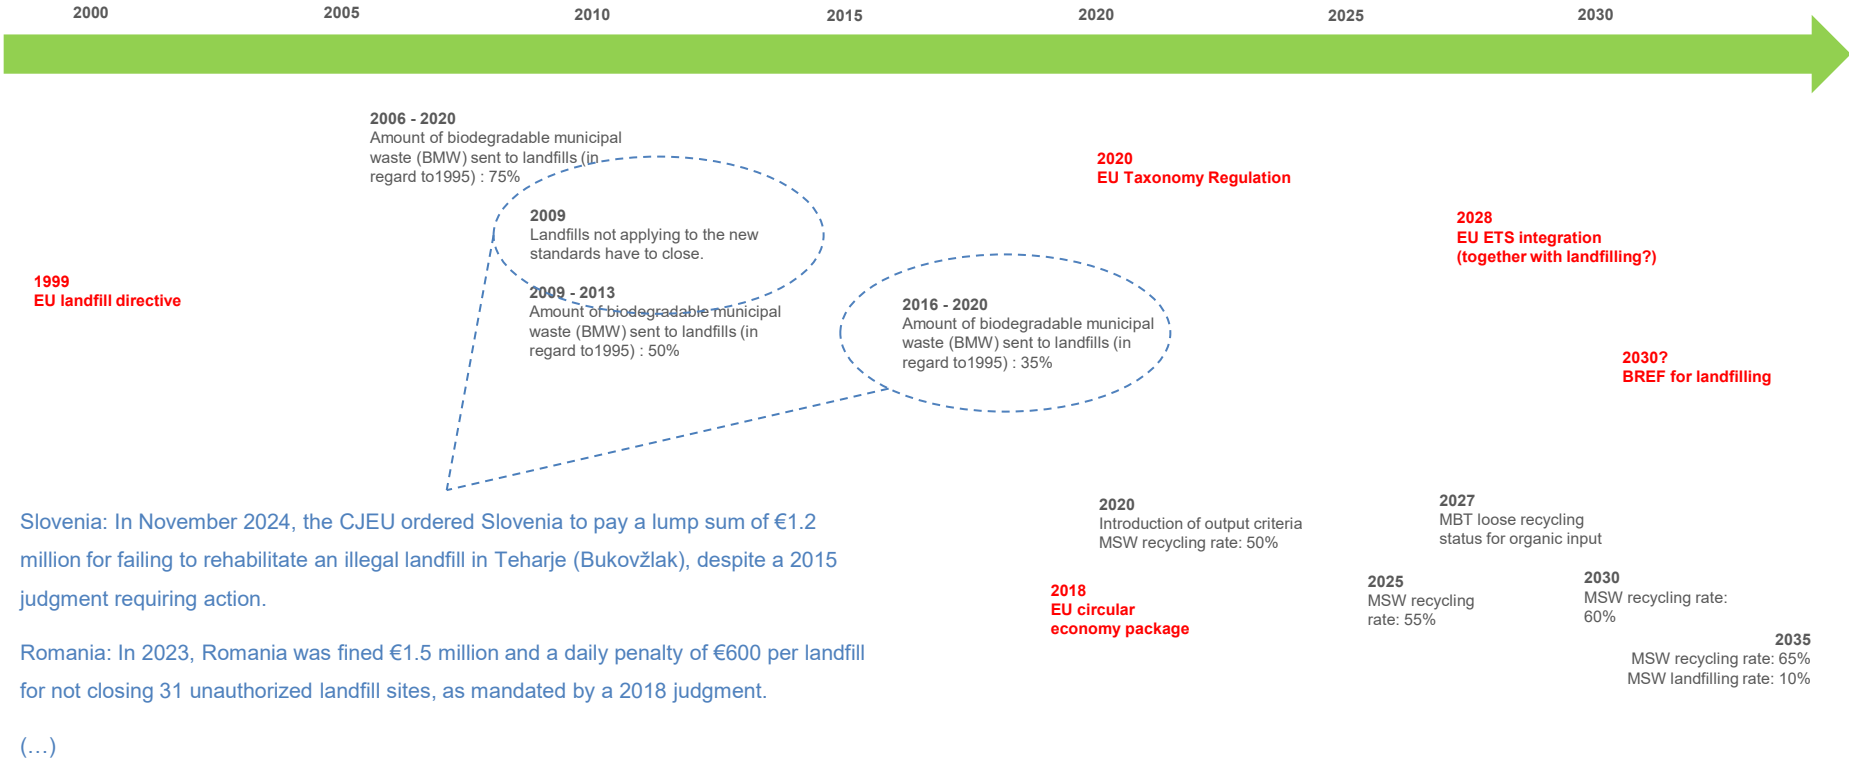 2000 2005 2010 2015 2020 2025 2030
2006 - 2020
Amount of biodegradable municipal
waste (BMW) sent to landfills (in
regard to1995) : 75%
2009
Landfills not applying to the new
standards have to close.
1999
EU landfill directive
2009 - 2013
Amount of biodegradable municipal
waste (BMW) sent to landfills (in
regard to1995) : 50%
2016 - 2020
Amount of biodegradable municipal
waste (BMW) sent to landfills (in
regard to1995) : 35%
2020
EU Taxonomy Regulation
2028
EU ETS integration
(together with landfilling?)
2030?
BREF for landfilling
Slovenia: In November 2024, the CJEU ordered Slovenia to pay a lump sum of €1.2
million for failing to rehabilitate an illegal landfill in Teharje (Bukovžlak), despite a 2015
judgment requiring action.
Romania: In 2023, Romania was fined €1.5 million and a daily penalty of €600 per landfill
for not closing 31 unauthorized landfill sites, as mandated by a 2018 judgment.
(…)
2020
Introduction of output criteria
MSW recycling rate: 50%
2018
EU circular
economy package
2027
MBT loose recycling
status for organic input
2025
MSW recycling
rate: 55%
2030
MSW recycling rate:
60%
2035
MSW recycling rate: 65%
MSW landfilling rate: 10%